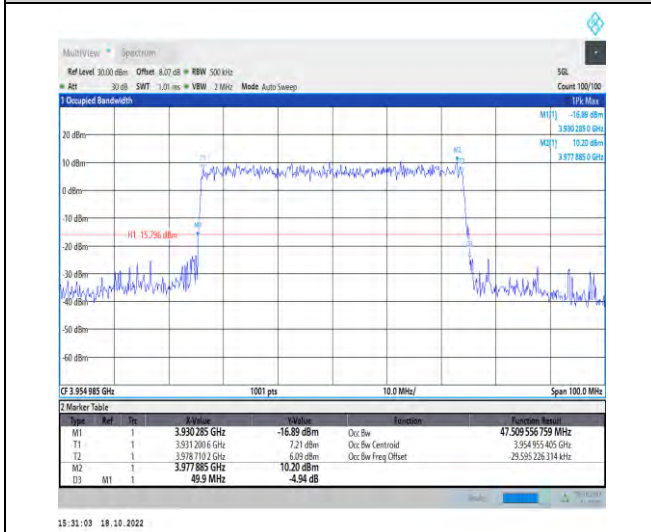 MultiView Spectrum
Ref Level 30.00 dBm Offset 8.07 dB RBW 500 kHz SGL
Att 30 dB SWT 1.01 ms VBW 2 MHz Mode Auto Sweep Count 100/100
1 Occupied Bandwidth 1Pk Max
M1[1] -16.89 dBm
3.930 285 0 GHz
M2[1] 10.20 dBm
3.977 885 0 GHz
20 dBm
M2
T1
10 dBm
0 dBm
-10 dBm
M1
H1 -15.796 dBm
-20 dBm
-30 dBm
-40 dBm
-50 dBm
-60 dBm
CF 3.954 985 GHz 1001 pts 10.0 MHz/ Span 100.0 MHz
2 Marker Table
Type Ref Trc X-Value Y-Value Function Function Result
M1 1 3.930 285 GHz -16.89 dBm Occ Bw 47.509 556 759 MHz
T1 1 3.931 200 6 GHz 7.21 dBm Occ Bw Centroid 3.954 955 405 GHz
T2 1 3.978 710 2 GHz 6.09 dBm Occ Bw Freq Offset -29.595 226 314 kHz
M2 1 3.977 885 GHz 10.20 dBm
D3 M1 1 49.9 MHz -4.94 dB
15:31:03 18.10.2022